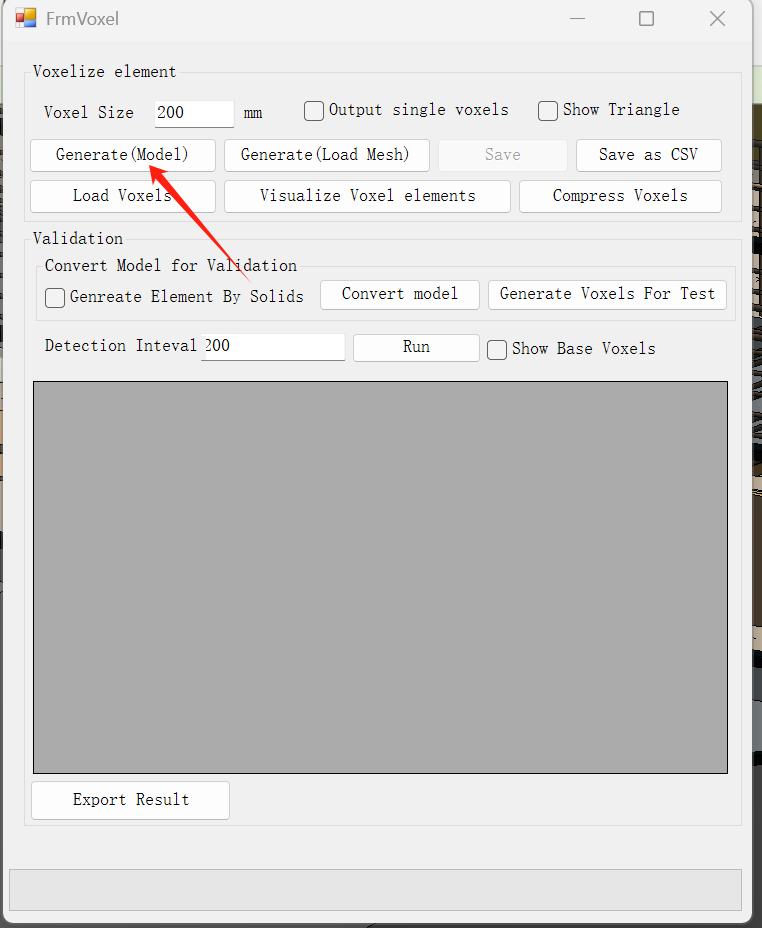 FrmVoxel
Voxelize element
Voxel Size 200 mm Output single voxels Show Triangle
Generate(Model) Generate(Load Mesh) Save Save as CSV
Load Voxels Visualize Voxel elements Compress Voxels
Validation
Convert Model for Validation
Genreate Element By Solids Convert model Generate Voxels For Test
Detection Inteval 200 Run Show Base Voxels
Export Result